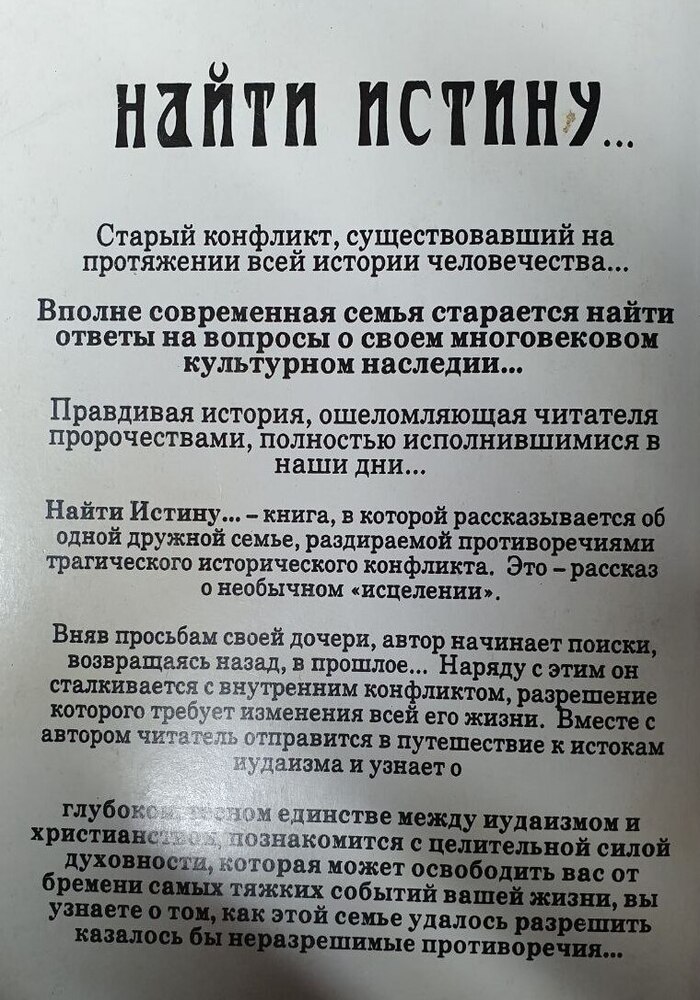 НАЙТИ ИСТИНУ...
Старый конфликт, существовавший на
протяжении всей истории человечества...
Вполне современная семья старается найти
ответы на вопросы о своем многовековом
культурном наследии...
Правдивая история, ошеломляющая читателя
пророчествами, полностью исполнившимися в
наши дни...
Найти Истину... – книга, в которой рассказывается об
одной дружной семье, раздираемой противоречиями
трагического исторического конфликта. Это – рассказ
о необычном «исцелении».
Вняв просьбам своей дочери, автор начинает поиски,
возвращаясь назад, в прошлое... Наряду с этим он
сталкивается с внутренним конфликтом, разрешение
которого требует изменения всей его жизни. Вместе с
автором читатель отправится в путешествие к истокам
иудаизма и узнает о
единстве между иудаизмом и
христианством, познакомится с целительной силой
духовности, которая может освободить вас от
бремени самых тяжких событий вашей жизни, вы
узнаете о том, как этой семье удалось разрешить
казалось бы неразрешимые противоречия...